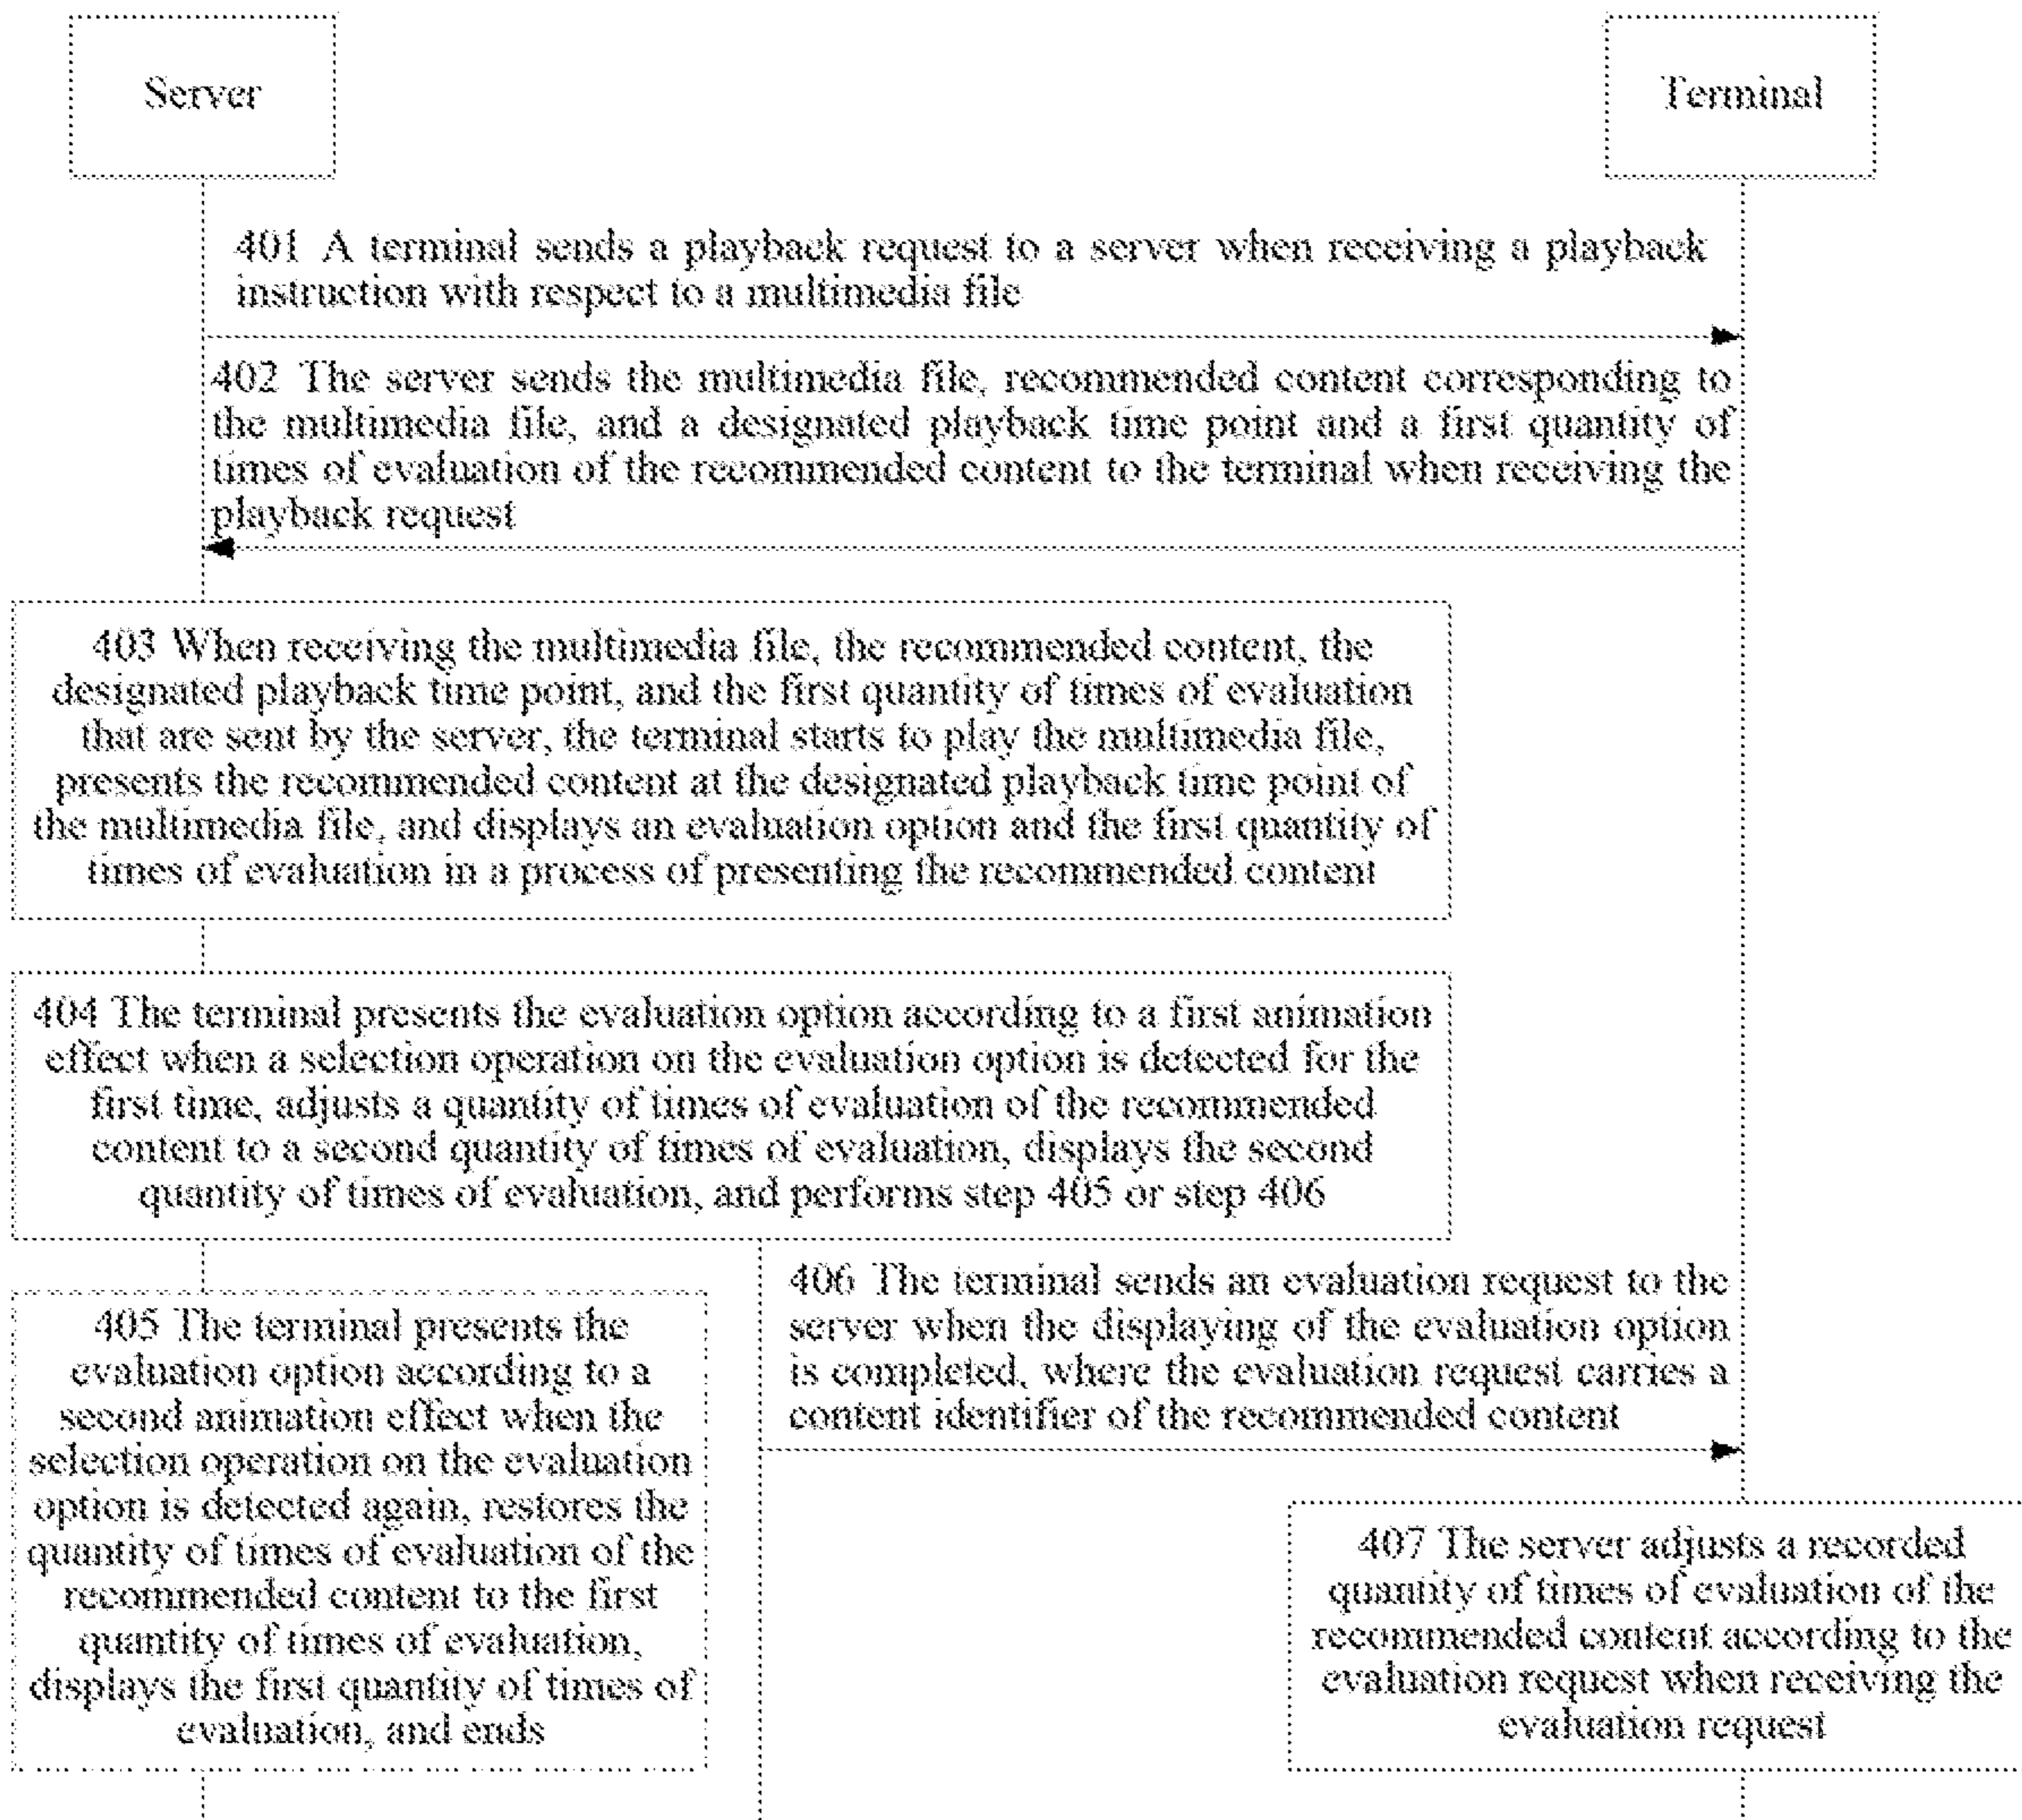 Server
Terminal
401 A terminal sends a playback request to a server when receiving a playback
instruction with respect to a multimedia file
402 The server sends the multimedia file, recommended content corresponding to
the multimedia file, and a designated playback time point and a first quantity of
times of evaluation of the recommended content to the terminal when receiving the
playback request
403 When receiving the multimedia file, the recommended content, the
designated playback time point, and the first quantity of times of evaluation
that are sent by the server, the terminal starts to play the multimedia file,
presents the recommended content at the designated playback time point of
the multimedia file, and displays an evaluation option and the first quantity of
times of evaluation in a process of presenting the recommended content
404 The terminal presents the evaluation option according to a first animation
effect when a selection operation on the evaluation option is detected for the
first time, adjusts a quantity of times of evaluation of the recommended
content to a second quantity of times of evaluation, displays the second
quantity of times of evaluation, and performs step 405 or step 406
405 The terminal presents the
evaluation option according to a
second animation effect when the
selection operation on the evaluation
option is detected again, restores the
quantity of times of evaluation of the
recommended content to the first
quantity of times of evaluation,
displays the first quantity of times of
evaluation, and ends
406 The terminal sends an evaluation request to the
server when the displaying of the evaluation option
is completed, where the evaluation request carries a
content identifier of the recommended content
407 The server adjusts a recorded
quantity of times of evaluation of the
recommended content according to the
evaluation request when receiving the
evaluation request